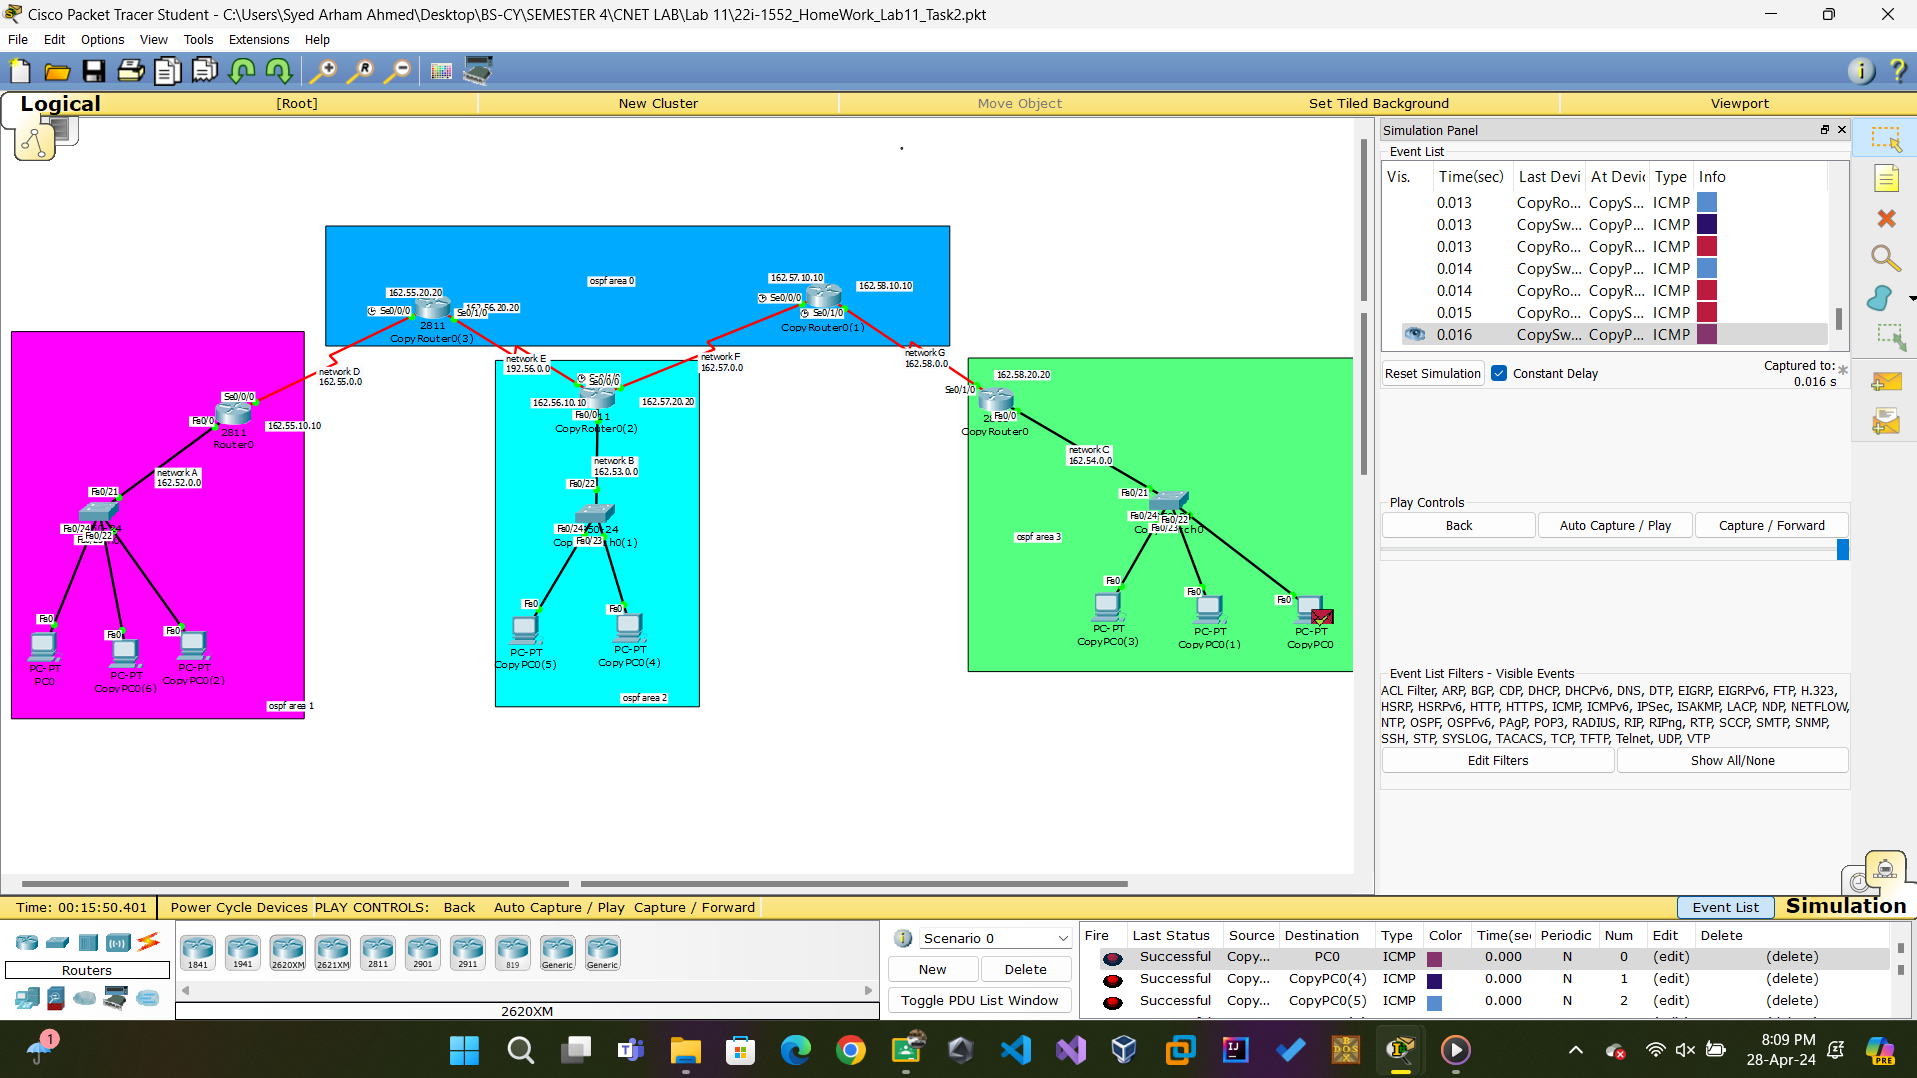 Cisco Packet Tracer Student - C:\Users\Syed Arham Ahmed\Desktop\BS-CY\SEMESTER 4\CNET LAB\Lab 11\22i-1552_HomeWork_Lab11_Task2.pkt
File Edit Options View Tools Extensions Help
Logical [Root] New Cluster Move Object Set Tiled Background Viewport
ospf area 0
162.55.20.20
Se0/0/0
162.56.20.20
Se0/1/0
2811
CopyRouter0(3)
162.57.10.10
162.58.10.10
Se0/0/0
Se0/1/0
CopyRouter0(1)
network D
162.55.0.0
network E
192.56.0.0
network F
162.57.0.0
network G
162.58.0.0
Se0/0/0
Fa0/0
162.55.10.10
2811
Router0
network A
162.52.0.0
Fa0/21
Fa0/24
Fa0/22
Fa0
Fa0
Fa0
PC-PT
PC0
PC-PT
CopyPC0(6)
PC-PT
CopyPC0(2)
ospf area 1
Se0/0/0
162.56.10.10
162.57.20.20
Fa0/0
CopyRouter0(2)
network B
162.53.0.0
Fa0/22
Fa0/24
Fa0/23
Fa0
Fa0
PC-PT
CopyPC0(5)
PC-PT
CopyPC0(4)
ospf area 2
162.58.20.20
Se0/1/0
Fa0/0
CopyRouter0
network C
162.54.0.0
Fa0/21
Fa0/24
Fa0/22
Fa0/23
ospf area 3
Fa0
Fa0
Fa0
PC-PT
CopyPC0(3)
PC-PT
CopyPC0(1)
PC-PT
CopyPC0
Simulation Panel
Event List
Vis. Time(sec) Last Devi At Devic Type Info
0.013 CopyRo... CopyS... ICMP
0.013 CopySw... CopyP... ICMP
0.013 CopyRo... CopyR... ICMP
0.014 CopySw... CopyP... ICMP
0.014 CopyRo... CopyR... ICMP
0.015 CopyRo... CopyS... ICMP
0.016 CopySw... CopyP... ICMP
Reset Simulation Constant Delay Captured to:
0.016 s
Play Controls
Back Auto Capture / Play Capture / Forward
Event List Filters - Visible Events
ACL Filter, ARP, BGP, CDP, DHCP, DHCPv6, DNS, DTP, EIGRP, EIGRPv6, FTP, H.323,
HSRP, HSRPv6, HTTP, HTTPS, ICMP, ICMPv6, IPSec, ISAKMP, LACP, NDP, NETFLOW,
NTP, OSPF, OSPFv6, PAgP, POP3, RADIUS, RIP, RIPng, RTP, SCCP, SMTP, SNMP,
SSH, STP, SYSLOG, TACACS, TCP, TFTP, Telnet, UDP, VTP
Edit Filters Show All/None
Time: 00:15:50.401 Power Cycle Devices PLAY CONTROLS: Back Auto Capture / Play Capture / Forward Event List Simulation
Routers
1841 1941 2620XM 2621XM 2811 2901 2911 819 Generic Generic
2620XM
Scenario 0
New Delete
Toggle PDU List Window
Fire Last Status Source Destination Type Color Time(sec Periodic Num Edit Delete
Successful Copy... PC0 ICMP 0.000 N 0 (edit) (delete)
Successful Copy... CopyPC0(4) ICMP 0.000 N 1 (edit) (delete)
Successful Copy... CopyPC0(5) ICMP 0.000 N 2 (edit) (delete)
1
8:09 PM
28-Apr-24
PRE